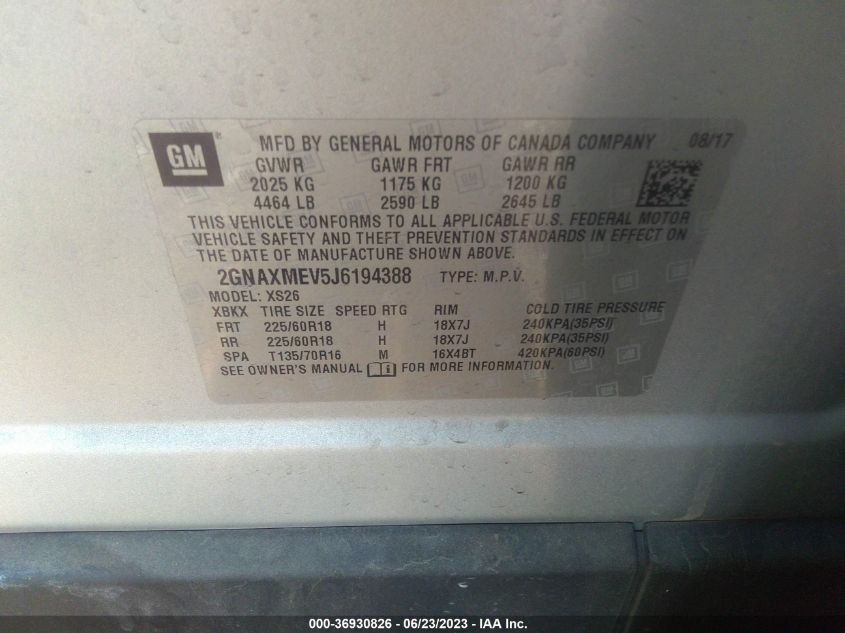 GM
MFD BY GENERAL MOTORS OF CANADA COMPANY 08/17
GVWR GAWR FRT GAWR RR
2025 KG 1175 KG 1200 KG
4464 LB 2590 LB 2645 LB
THIS VEHICLE CONFORMS TO ALL APPLICABLE U.S. FEDERAL MOTOR
VEHICLE SAFETY AND THEFT PREVENTION STANDARDS IN EFFECT ON
THE DATE OF MANUFACTURE SHOWN ABOVE.
2GNAXMEV5J6194388 TYPE: M.P.V.
MODEL: XS26
XBKX TIRE SIZE SPEED RTG RIM COLD TIRE PRESSURE
FRT 225/60R18 H 18X7J 240KPA(35PSI)
RR 225/60R18 H 18X7J 240KPA(35PSI)
SPA T135/70R16 M 16X4BT 420KPA(60PSI)
SEE OWNER'S MANUAL i FOR MORE INFORMATION.
000-36930826 - 06/23/2023 - IAA Inc.